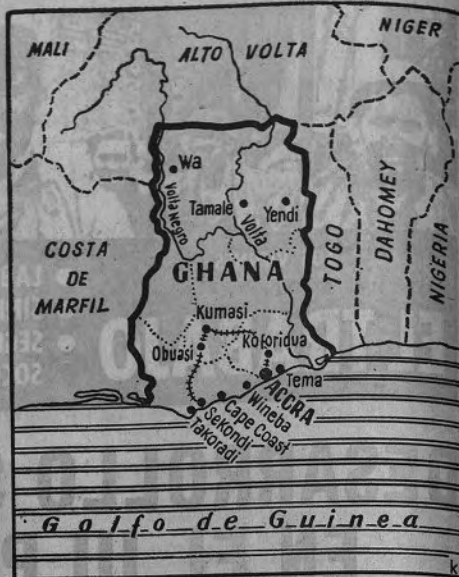 MALI
NIGER
ALTO VOLTA
Wa
Volta Negro
Tamale
Volta
Yendi
COSTA
DE
MARFIL
GHANA
TOGO
DAHOMEY
NIGERIA
Kumasi
Obuasi
Koforidua
Tema
ACCRA
Wineba
Cape Coast
Sekondi
Takoradi
Golfo de Guinea
k